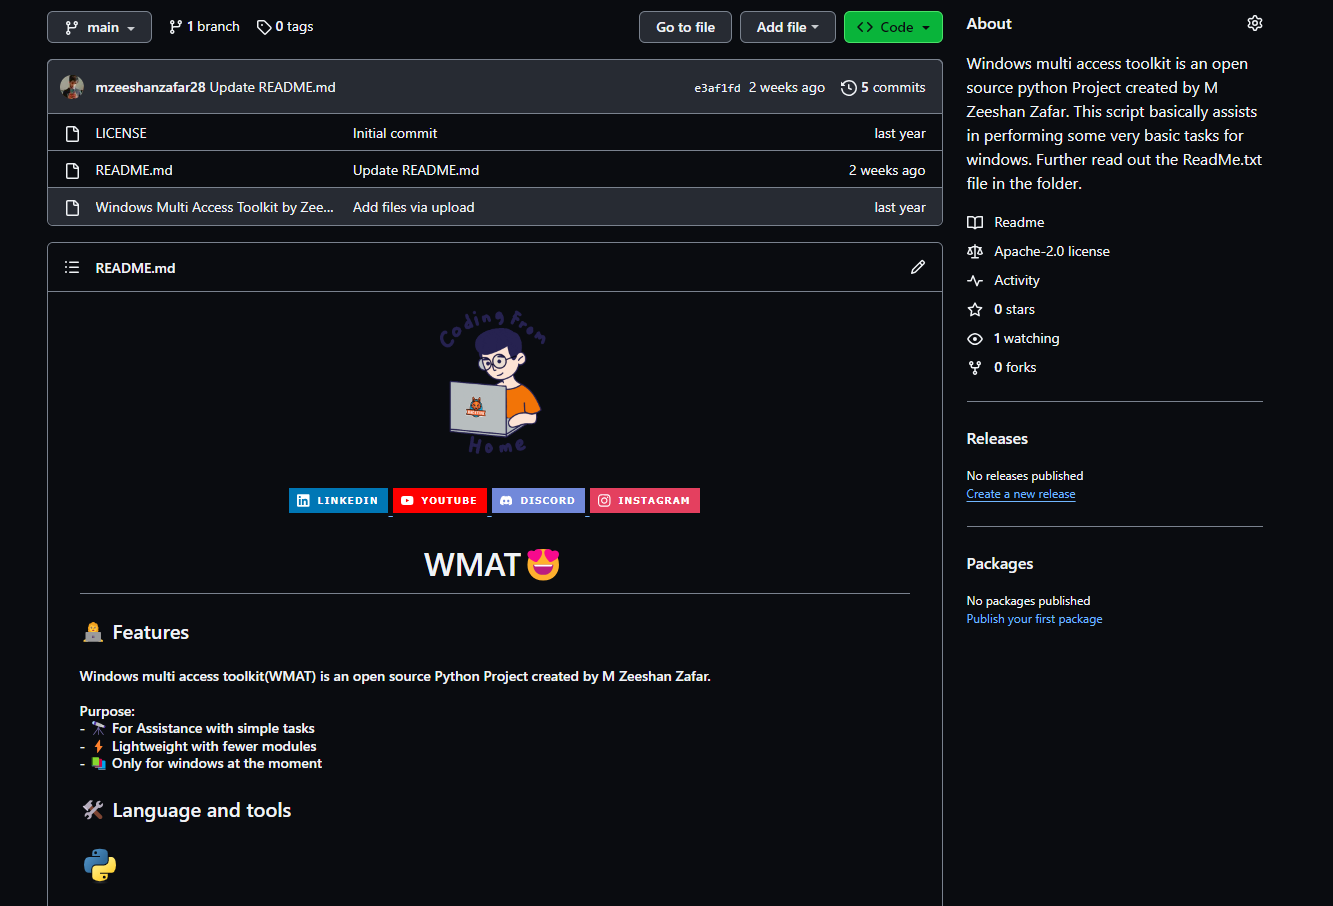 main
1 branch
0 tags
Go to file
Add file
Code
mzeeshanzafar28 Update README.md
e3af1fd 2 weeks ago
5 commits
LICENSE Initial commit last year
README.md Update README.md 2 weeks ago
Windows Multi Access Toolkit by Zee... Add files via upload last year
README.md
Coding From
Home
LINKEDIN
YOUTUBE
DISCORD
INSTAGRAM
WMAT
Features
Windows multi access toolkit(WMAT) is an open source Python Project created by M Zeeshan Zafar.
Purpose:
- For Assistance with simple tasks
- Lightweight with fewer modules
- Only for windows at the moment
Language and tools
About
Windows multi access toolkit is an open
source python Project created by M
Zeeshan Zafar. This script basically assists
in performing some very basic tasks for
windows. Further read out the ReadMe.txt
file in the folder.
Readme
Apache-2.0 license
Activity
0 stars
1 watching
0 forks
Releases
No releases published
Create a new release
Packages
No packages published
Publish your first package